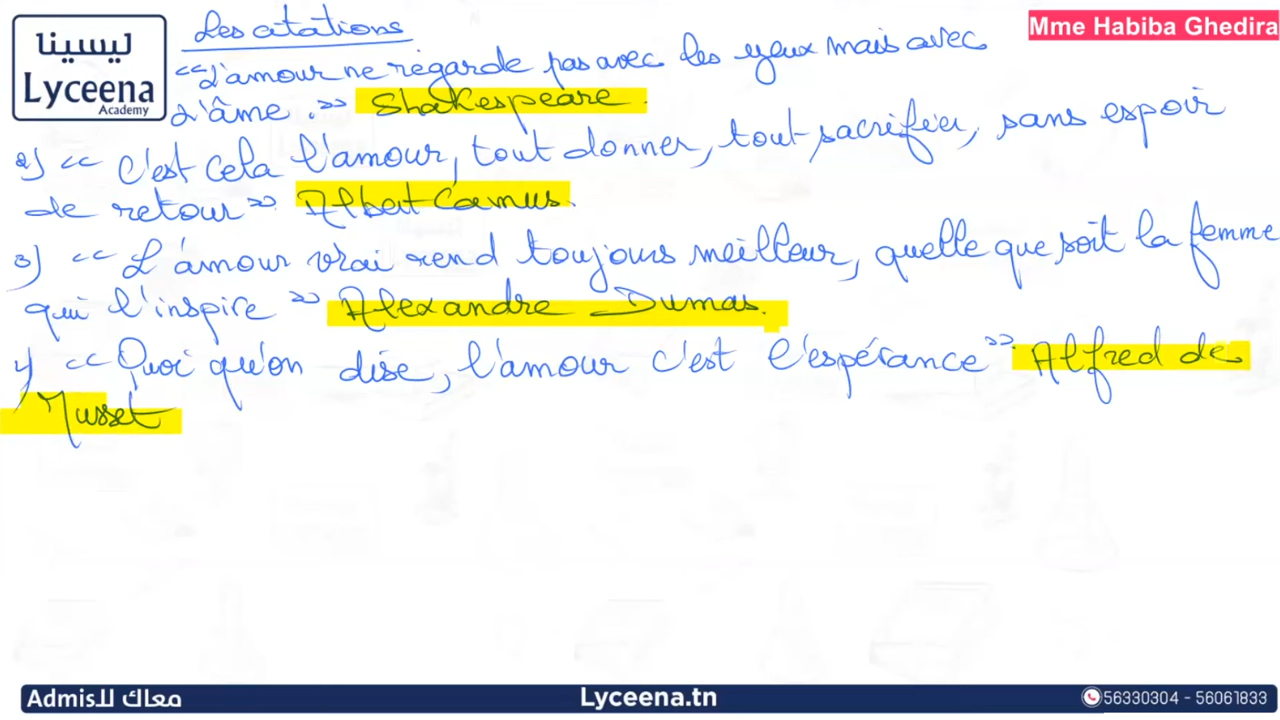 ليسينا
Lyceena
Academy
Mme Habiba Ghedira
Les citations
<< L'amour ne regarde pas avec les yeux mais avec
l'âme. >> Shakespeare.
2) << C'est cela l'amour, tout donner, tout sacrifier, sans espoir
de retour >> Albert Camus.
3) << L'amour vrai rend toujours meilleur, quelle que soit la femme
qui l'inspire >> Alexandre Dumas.
4) << Quoi qu'on dise, l'amour c'est l'espérance >> Alfred de
Musset
معاك للـAdmis
Lyceena.tn
56330304 - 56061833